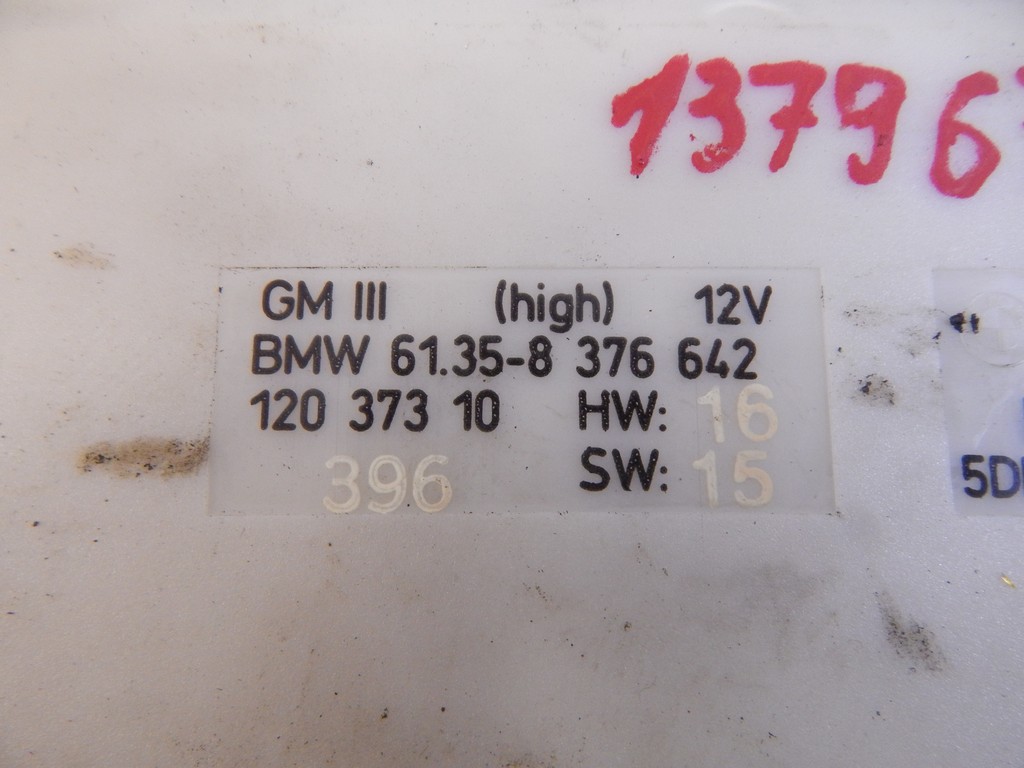 13796
GM III (high) 12V
BMW 61.35-8 376 642
120 373 10 HW: 16
396 SW: 15